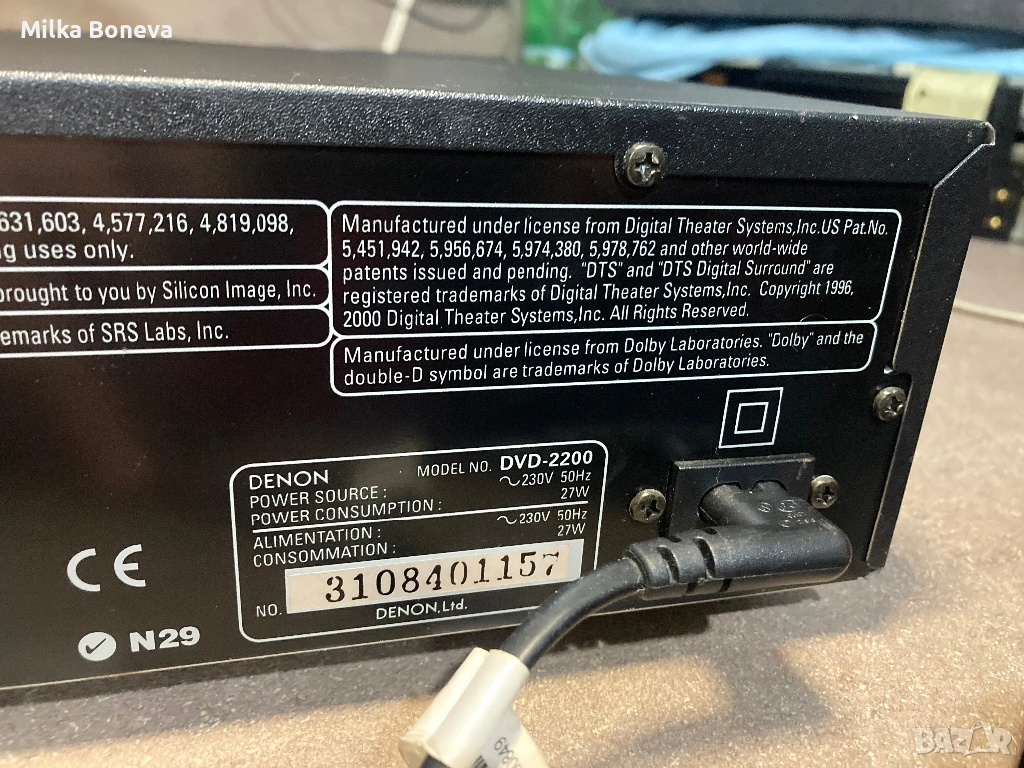 Milka Boneva
631,603, 4,577,216, 4,819,098,
g uses only.
brought to you by Silicon Image, Inc.
emarks of SRS Labs, Inc.
Manufactured under license from Digital Theater Systems,Inc.US Pat.No.
5,451,942, 5,956,674, 5,974,380, 5,978,762 and other world-wide
patents issued and pending. "DTS" and "DTS Digital Surround" are
registered trademarks of Digital Theater Systems,Inc. Copyright 1996,
2000 Digital Theater Systems,Inc. All Rights Reserved.
Manufactured under license from Dolby Laboratories. "Dolby" and the
double-D symbol are trademarks of Dolby Laboratories.
DENON MODEL NO. DVD-2200
POWER SOURCE : ~230V 50Hz
POWER CONSUMPTION : 27W
ALIMENTATION : ~230V 50Hz
CONSOMMATION : 27W
NO. 3108401157
DENON, Ltd.
CE
N29
BAZAR